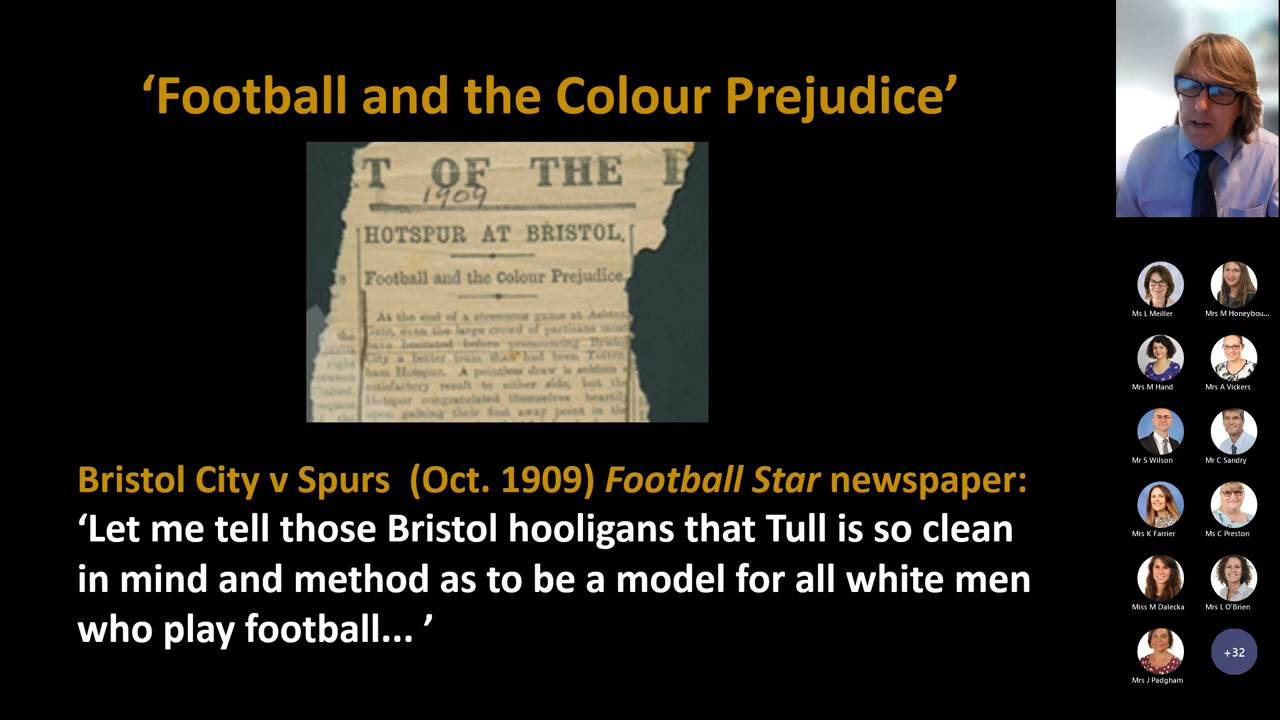 ‘Football and the Colour Prejudice’
T OF THE
1909
HOTSPUR AT BRISTOL.
Football and the Colour Prejudice.
At the end of a strenuous game at Ashton
Gate, even the large crowd of partisans must
have hesitated before pronouncing Bristol
City a better team than had been Totten-
ham Hotspur. A pointless draw is seldom a
satisfactory result to either side, but the
Hotspur congratulated themselves heartily
upon gaining their first away point in the
Bristol City v Spurs (Oct. 1909) Football Star newspaper:
‘Let me tell those Bristol hooligans that Tull is so clean
in mind and method as to be a model for all white men
who play football... ’
Ms L Meiller
Mrs M Honeybou...
Mrs M Hand
Mrs A Vickers
Mr S Wilson
Mr C Sandry
Mrs K Farrier
Ms C Preston
Miss M Dalecka
Mrs L O'Brien
Mrs J Padgham
+32